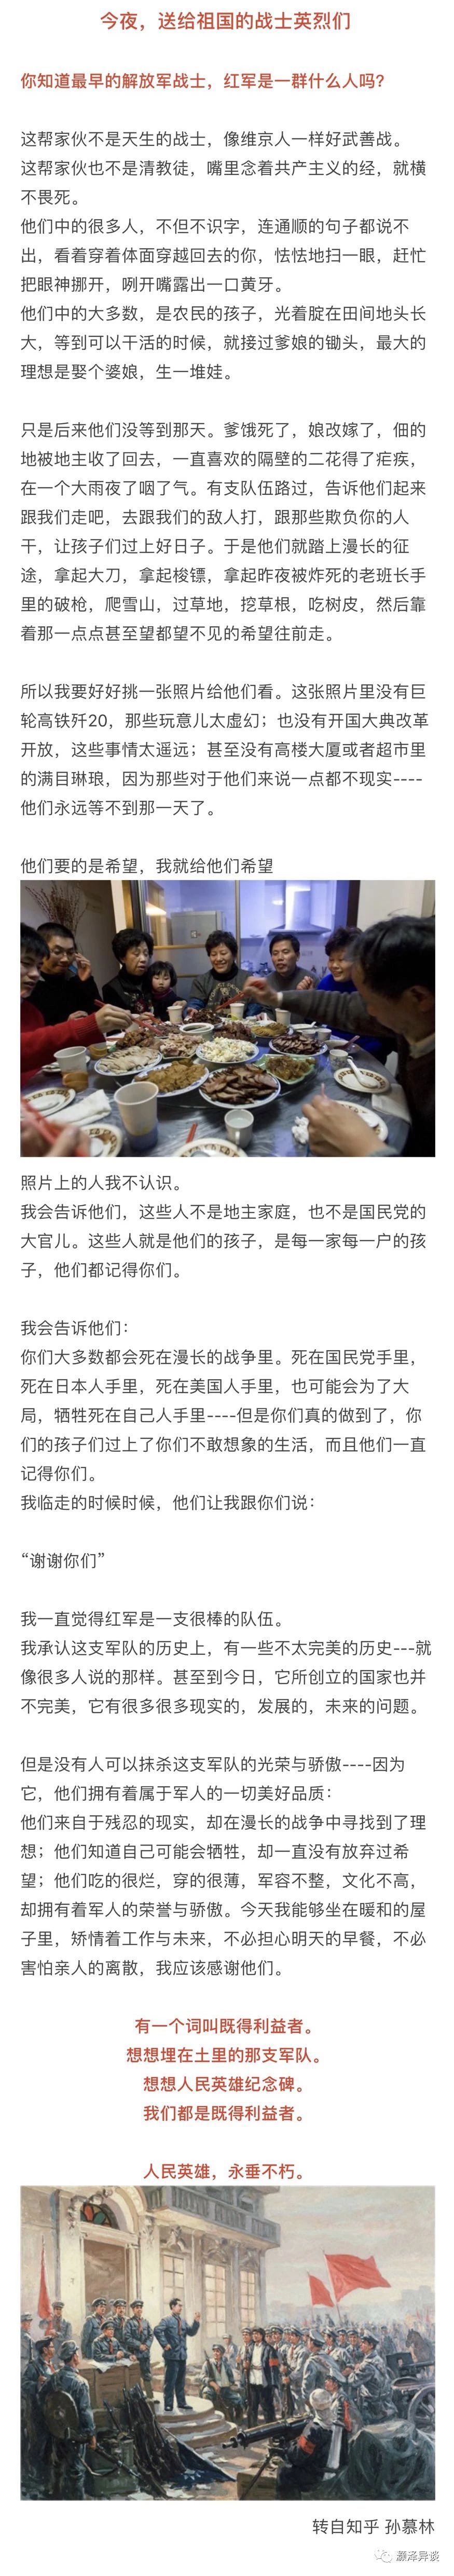 今夜，送给祖国的战士英烈们
你知道最早的解放军战士，红军是一群什么人吗？
这帮家伙不是天生的战士，像维京人一样好武善战。
这帮家伙也不是清教徒，嘴里念着共产主义的经，就横
不畏死。
他们中的很多人，不但不识字，连通顺的句子都说不
出，看着穿着体面穿越回去的你，怯怯地扫一眼，赶忙
把眼神挪开，咧开嘴露出一口黄牙。
他们中的大多数，是农民的孩子，光着腚在田间地头长
大，等到可以干活的时候，就接过爹娘的锄头，最大的
理想是娶个婆娘，生一堆娃。
只是后来他们没等到那天。爹饿死了，娘改嫁了，佃的
地被地主收了回去，一直喜欢的隔壁的二花得了疟疾，
在一个大雨夜了咽了气。有支队伍路过，告诉他们起来
跟我们走吧，去跟我们的敌人打，跟那些欺负你的人
干，让孩子们过上好日子。于是他们就踏上漫长的征
途，拿起大刀，拿起梭镖，拿起昨夜被炸死的老班长手
里的破枪，爬雪山，过草地，挖草根，吃树皮，然后靠
着那一点点甚至望都望不见的希望往前走。
所以我要好好挑一张照片给他们看。这张照片里没有巨
轮高铁歼20，那些玩意儿太虚幻；也没有开国大典改革
开放，这些事情太遥远；甚至没有高楼大厦或者超市里
的满目琳琅，因为那些对于他们来说一点都不现实----
他们永远等不到那一天了。
他们要的是希望，我就给他们希望
照片上的人我不认识。
我会告诉他们，这些人不是地主家庭，也不是国民党的
大官儿。这些人就是他们的孩子，是每一家每一户的孩
子，他们都记得你们。
我会告诉他们：
你们大多数都会死在漫长的战争里。死在国民党手里，
死在日本人手里，死在美国人手里，也可能会为了大
局，牺牲死在自己人手里----但是你们真的做到了，你
们的孩子们过上了你们不敢想象的生活，而且他们一直
记得你们。
我临走的时候时候，他们让我跟你们说：
“谢谢你们”
我一直觉得红军是一支很棒的队伍。
我承认这支军队的历史上，有一些不太完美的历史---就
像很多人说的那样。甚至到今日，它所创立的国家也并
不完美，它有很多很多现实的，发展的，未来的问题。
但是没有人可以抹杀这支军队的光荣与骄傲----因为
它，他们拥有着属于军人的一切美好品质：
他们来自于残忍的现实，却在漫长的战争中寻找到了理
想；他们知道自己可能会牺牲，却一直没有放弃过希
望；他们吃的很烂，穿的很薄，军容不整，文化不高，
却拥有着军人的荣誉与骄傲。今天我能够坐在暖和的屋
子里，矫情着工作与未来，不必担心明天的早餐，不必
害怕亲人的离散，我应该感谢他们。
有一个词叫既得利益者。
想想埋在土里的那支军队。
想想人民英雄纪念碑。
我们都是既得利益者。
人民英雄，永垂不朽。
转自知乎 孙慕林
灏泽异谈